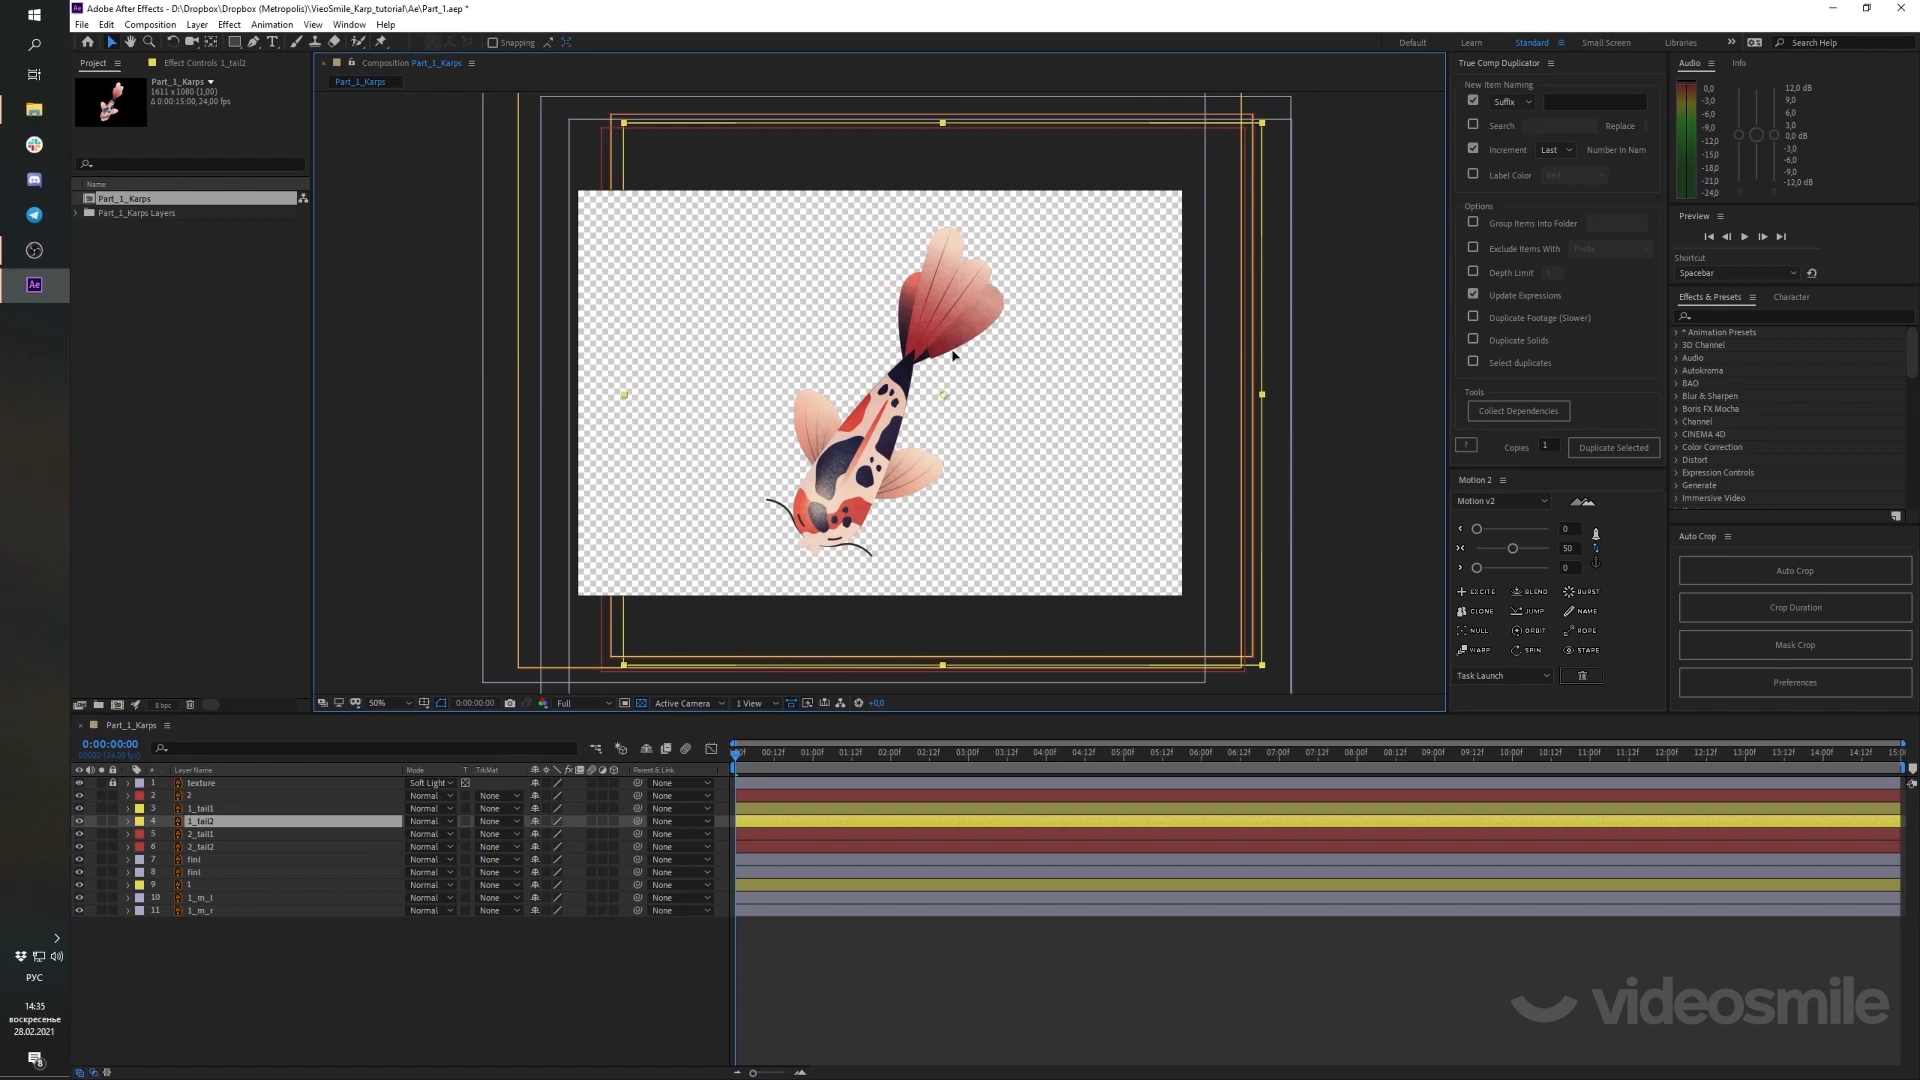 Adobe After Effects - D:\Dropbox\Dropbox (Metropolis)\VieoSmile_Karp_tutorial\Ae\Part_1.aep *
File Edit Composition Layer Effect Animation View Window Help
Snapping
Default Learn Standard Small Screen Libraries Search Help
Project Effect Controls 1_tail2
Part_1_Karps
1611 x 1080 (1,00)
Δ 0:00:15:00, 24,00 fps
Name
Part_1_Karps
Part_1_Karps Layers
8 bpc
Composition Part_1_Karps
Part_1_Karps
50% 0:00:00:00 Full Active Camera 1 View +0,0
True Comp Duplicator
New Item Naming
Suffix
Search Replace
Increment Last Number In Nam
Label Color Red
Options
Group Items Into Folder
Exclude Items With Prefix
Depth Limit
Update Expressions
Duplicate Footage (Slower)
Duplicate Solids
Select duplicates
Tools
Collect Dependencies
? Copies 1 Duplicate Selected
Motion 2
Motion v2
0
50
0
EXCITE BLEND BURST
CLONE JUMP NAME
NULL ORBIT ROPE
WARP SPIN STARE
Task Launch
Audio Info
0,0 12,0 dB
-3,0 9,0
-6,0 6,0
-9,0 3,0
-12,0 0,0 dB
-15,0 -3,0
-18,0 -6,0
-21,0 -9,0
-24,0 -12,0 dB
Preview
Shortcut
Spacebar
Effects & Presets Character
* Animation Presets
3D Channel
Audio
Autokroma
BAO
Blur & Sharpen
Boris FX Mocha
Channel
CINEMA 4D
Color Correction
Distort
Expression Controls
Generate
Immersive Video
Auto Crop
Auto Crop
Crop Duration
Mask Crop
Preferences
Part_1_Karps
0:00:00:00
00000 (24.00 fps)
00:12f 01:00f 01:12f 02:00f 02:12f 03:00f 03:12f 04:00f 04:12f 05:00f 05:12f 06:00f 06:12f 07:00f 07:12f 08:00f 08:12f 09:00f 09:12f 10:00f 10:12f 11:00f 11:12f 12:00f 12:12f 13:00f 13:12f 14:00f 14:12f
# Layer Name Mode T .TrkMat Parent & Link
1 texture Soft Light None
2 2 Normal None None
3 1_tail1 Normal None None
4 1_tail2 Normal None None
5 2_tail1 Normal None None
6 2_tail2 Normal None None
7 finl Normal None None
8 finl Normal None None
9 1 Normal None None
10 1_m_l Normal None None
11 1_m_r Normal None None
РУС
14:35
воскресенье
28.02.2021
8
videosmile